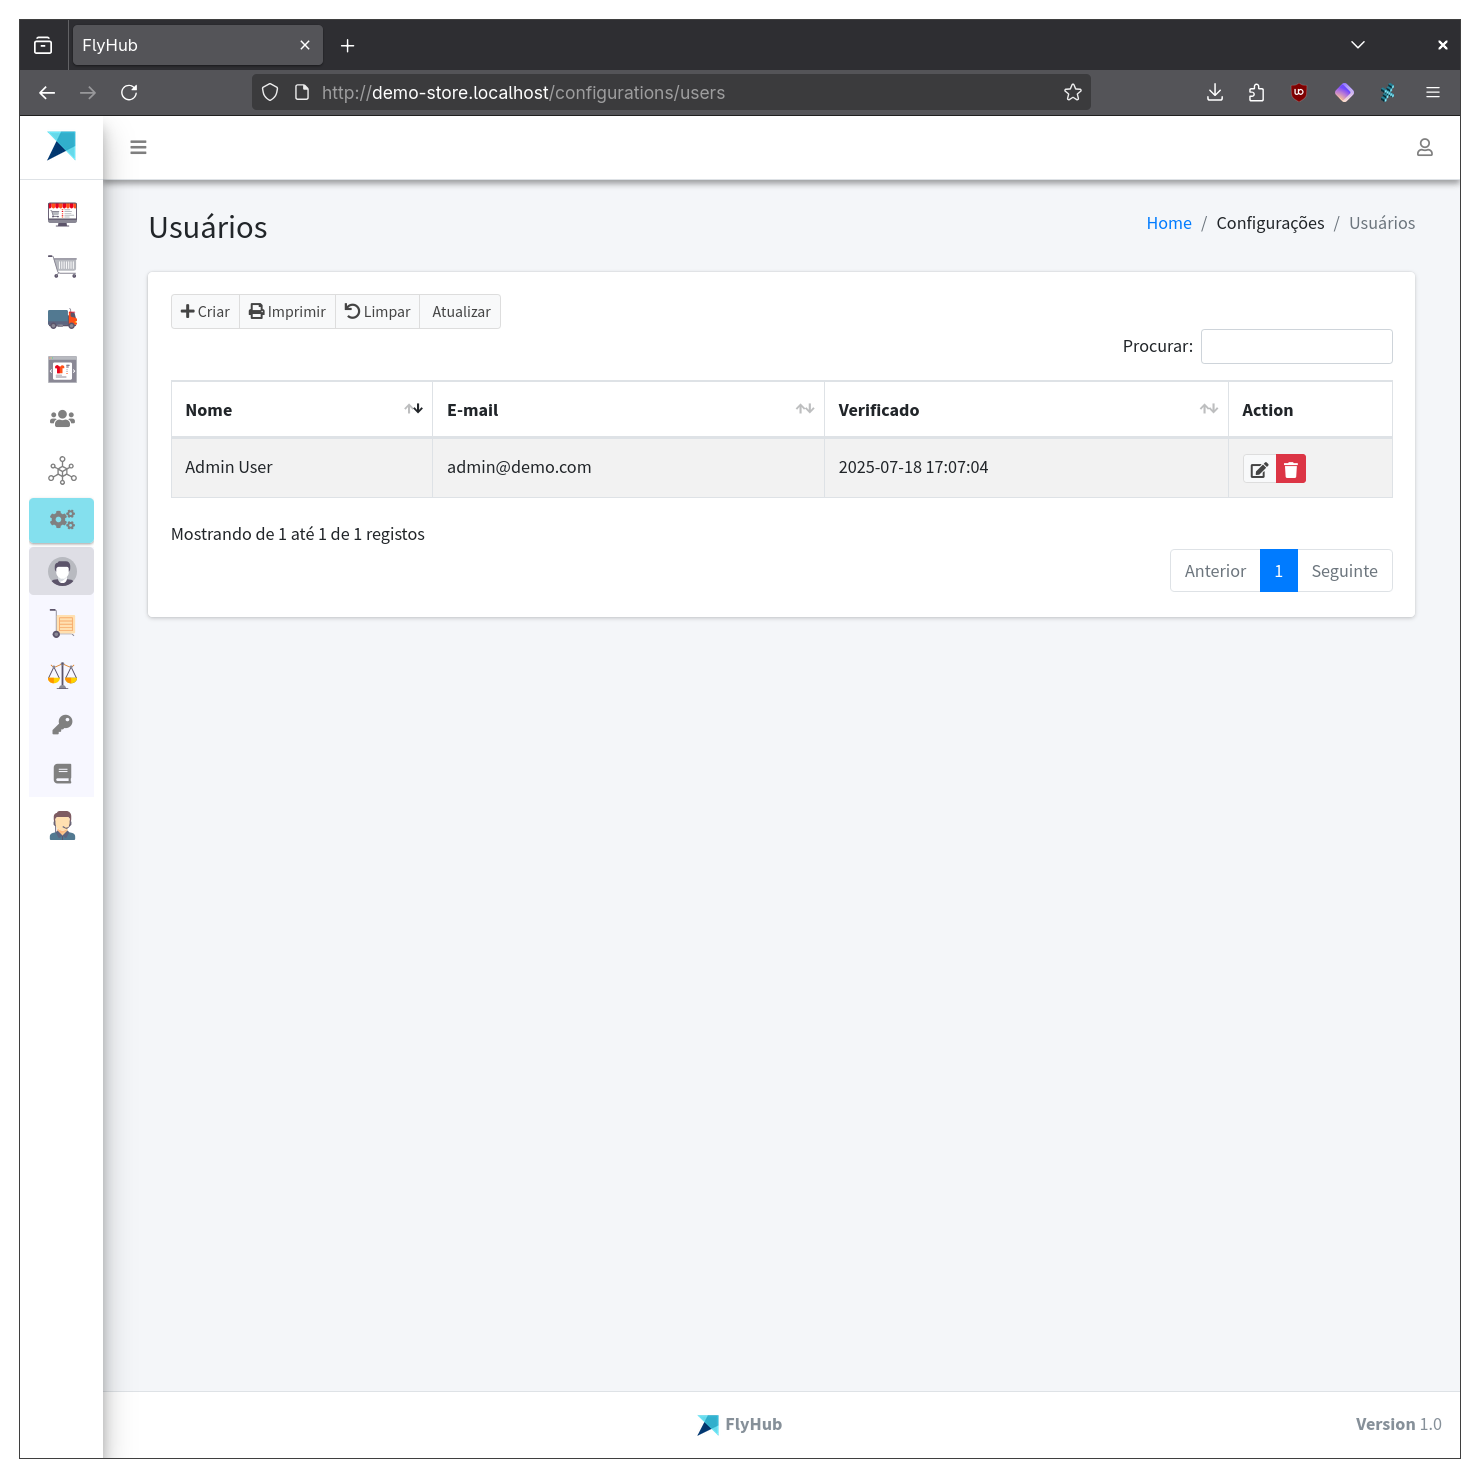 FlyHub
http://demo-store.localhost/configurations/users
Usuários
Home / Configurações / Usuários
Criar Imprimir Limpar Atualizar
Procurar:
Nome E-mail Verificado Action
Admin User admin@demo.com 2025-07-18 17:07:04
Mostrando de 1 até 1 de 1 registos
Anterior 1 Seguinte
FlyHub
Version 1.0